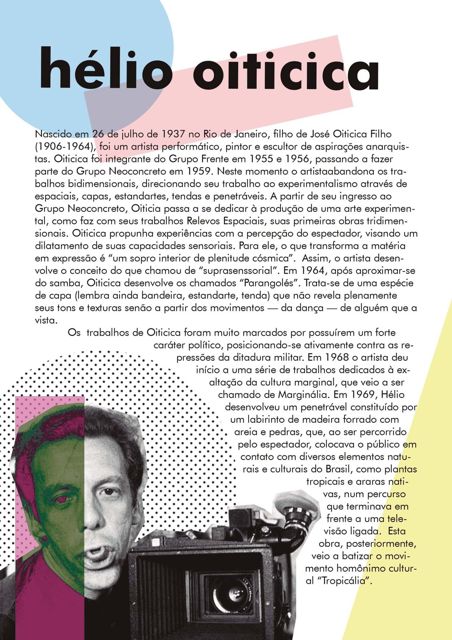 hélio oiticica
Nascido em 26 de julho de 1937 no Rio de Janeiro, filho de José Oiticica Filho
(1906-1964), foi um artista performático, pintor e escultor de aspirações anarquis-
tas. Oiticica foi integrante do Grupo Frente em 1955 e 1956, passando a fazer
parte do Grupo Neoconcreto em 1959. Neste momento o artistaabandona os tra-
balhos bidimensionais, direcionando seu trabalho ao experimentalismo através de
espaciais, capas, estandartes, tendas e penetráveis. A partir de seu ingresso ao
Grupo Neoconcreto, Oiticia passa a se dedicar à produção de uma arte experimen-
tal, como faz com seus trabalhos Relevos Espaciais, suas primeiras obras tridimen-
sionais. Oiticica propunha experiências com a percepção do espectador, visando um
dilatamento de suas capacidades sensoriais. Para ele, o que transforma a matéria
em expressão é “um sopro interior de plenitude cósmica”. Assim, o artista desen-
volve o conceito do que chamou de “suprasenssorial”. Em 1964, após aproximar-se
do samba, Oiticica desenvolve os chamados “Parangolés”. Trata-se de uma espécie
de capa (lembra ainda bandeira, estandarte, tenda) que não revela plenamente
seus tons e texturas senão a partir dos movimentos — da dança — de alguém que a
vista.
Os trabalhos de Oiticica foram muito marcados por possuírem um forte
caráter político, posicionando-se ativamente contra as re-
pressões da ditadura militar. Em 1968 o artista deu
início a uma série de trabalhos dedicados à ex-
altação da cultura marginal, que veio a ser
chamado de Marginália. Em 1969, Hélio
desenvolveu um penetrável constituído por
um labirinto de madeira forrado com
areia e pedras, que, ao ser percorrido
pelo espectador, colocava o público em
contato com diversos elementos natu-
rais e culturais do Brasil, como plantas
tropicais e araras nati-
vas, num percurso
que terminava em
frente a uma tele-
visão ligada. Esta
obra, posteriormente,
veio a batizar o movi-
mento homônimo cultur-
al “Tropicália”.